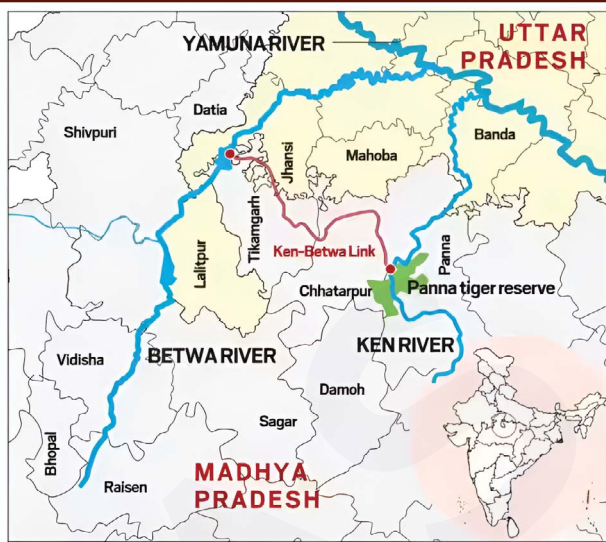 UTTAR
PRADESH
YAMUNA RIVER
Datia
Shivpuri
Jhansi
Mahoba
Banda
Tikamgarh
Lalitpur
Ken-Betwa Link
Panna
Chhatarpur
Panna tiger reserve
Vidisha
BETWA RIVER
KEN RIVER
Damoh
Sagar
Bhopal
Raisen
MADHYA
PRADESH